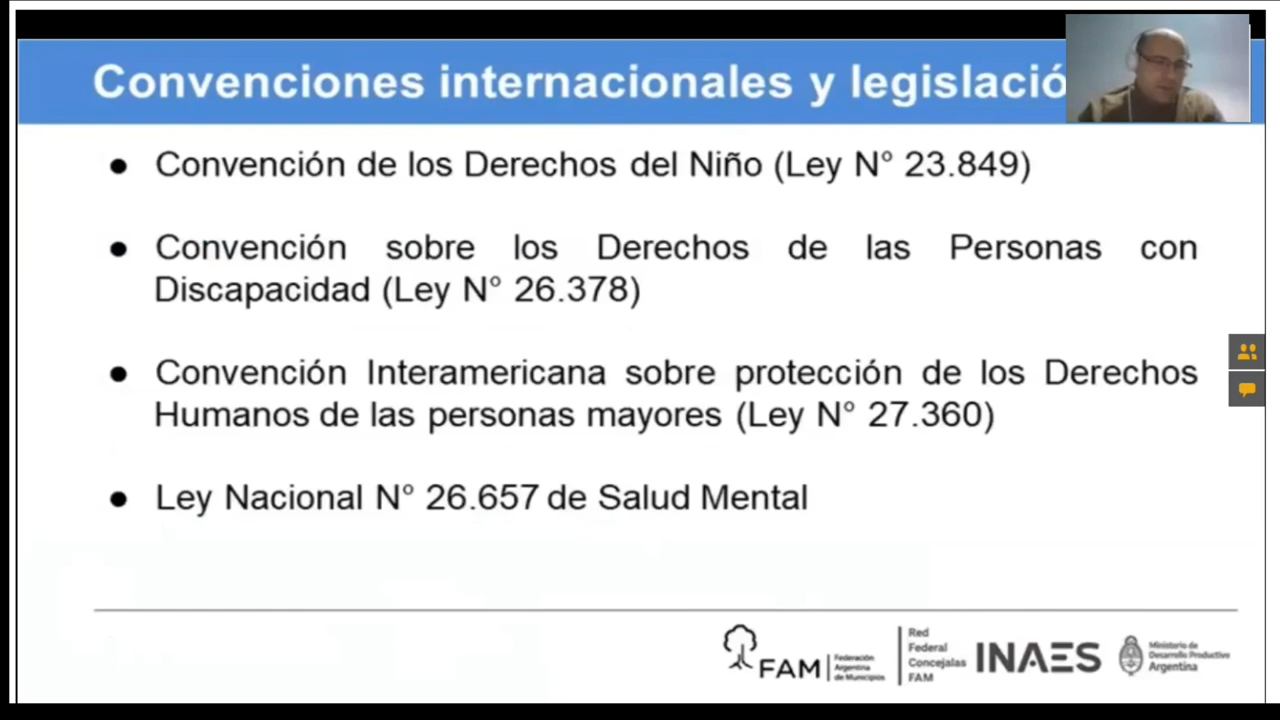 Convenciones internacionales y legislació
● Convención de los Derechos del Niño (Ley N° 23.849)
● Convención sobre los Derechos de las Personas con
Discapacidad (Ley N° 26.378)
● Convención Interamericana sobre protección de los Derechos
Humanos de las personas mayores (Ley N° 27.360)
● Ley Nacional N° 26.657 de Salud Mental
FAM
Federación
Argentina
de Municipios
Red
Federal
Concejalas
FAM
INAES
Ministerio de
Desarrollo Productivo
Argentina